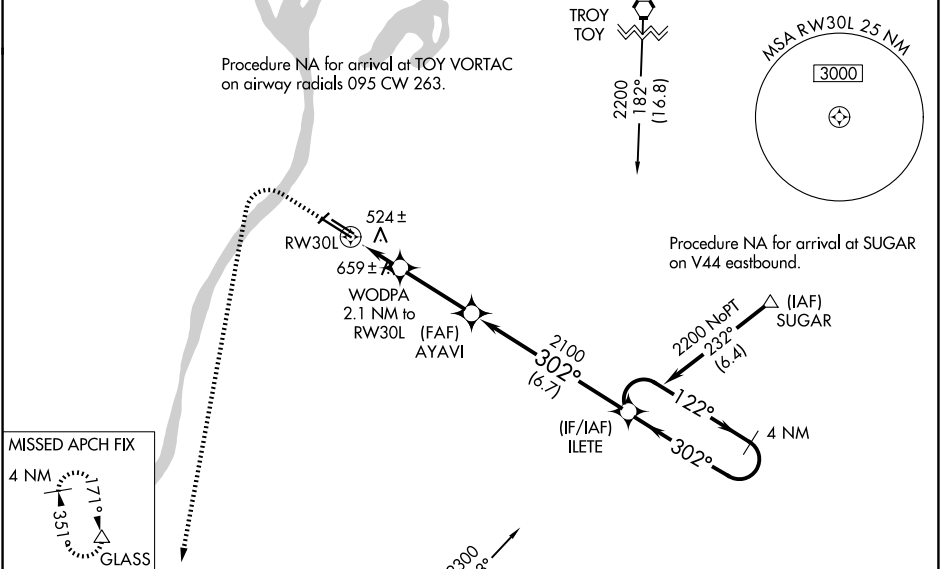 TROY
TOY
2200
182°
(16.8)
MSA RW30L 25 NM
3000
Procedure NA for arrival at TOY VORTAC
on airway radials 095 CW 263.
524±
RW30L
659±
WODPA
2.1 NM to
RW30L
(FAF)
AYAVI
Procedure NA for arrival at SUGAR
on V44 eastbound.
(IAF)
SUGAR
2200 NoPT
232°
(6.4)
2100
302°
(6.7)
(IF/IAF)
ILETE
122°
302°
4 NM
MISSED APCH FIX
4 NM
171°
351°
GLASS